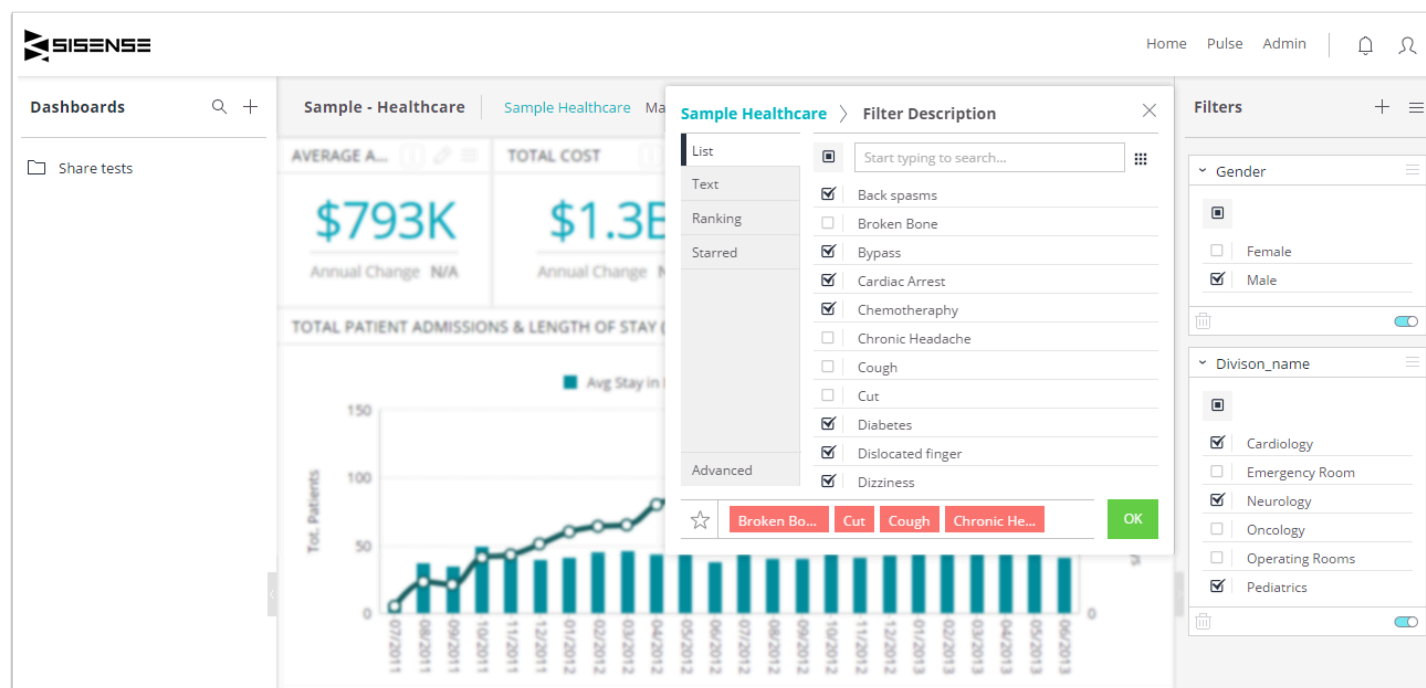 SISENSE
Home Pulse Admin
Dashboards
Share tests
Sample - Healthcare
Sample Healthcare Ma
AVERAGE A...
TOTAL COST
$793K
$1.3B
Annual Change N/A
Annual Change
TOTAL PATIENT ADMISSIONS & LENGTH OF STAY (
Avg Stay in
150
100
50
0
0
Tot. Patients
07/2011
08/2011
09/2011
10/2011
11/2011
12/2011
01/2012
02/2012
03/2012
04/2012
05/2012
06/2012
07/2012
08/2012
09/2012
10/2012
11/2012
12/2012
01/2013
02/2013
03/2013
04/2013
05/2013
06/2013
Sample Healthcare > Filter Description
List
Text
Ranking
Starred
Advanced
Start typing to search...
Back spasms
Broken Bone
Bypass
Cardiac Arrest
Chemotheraphy
Chronic Headache
Cough
Cut
Diabetes
Dislocated finger
Dizziness
Broken Bo... Cut Cough Chronic He...
OK
Filters
Gender
Female
Male
Divison_name
Cardiology
Emergency Room
Neurology
Oncology
Operating Rooms
Pediatrics